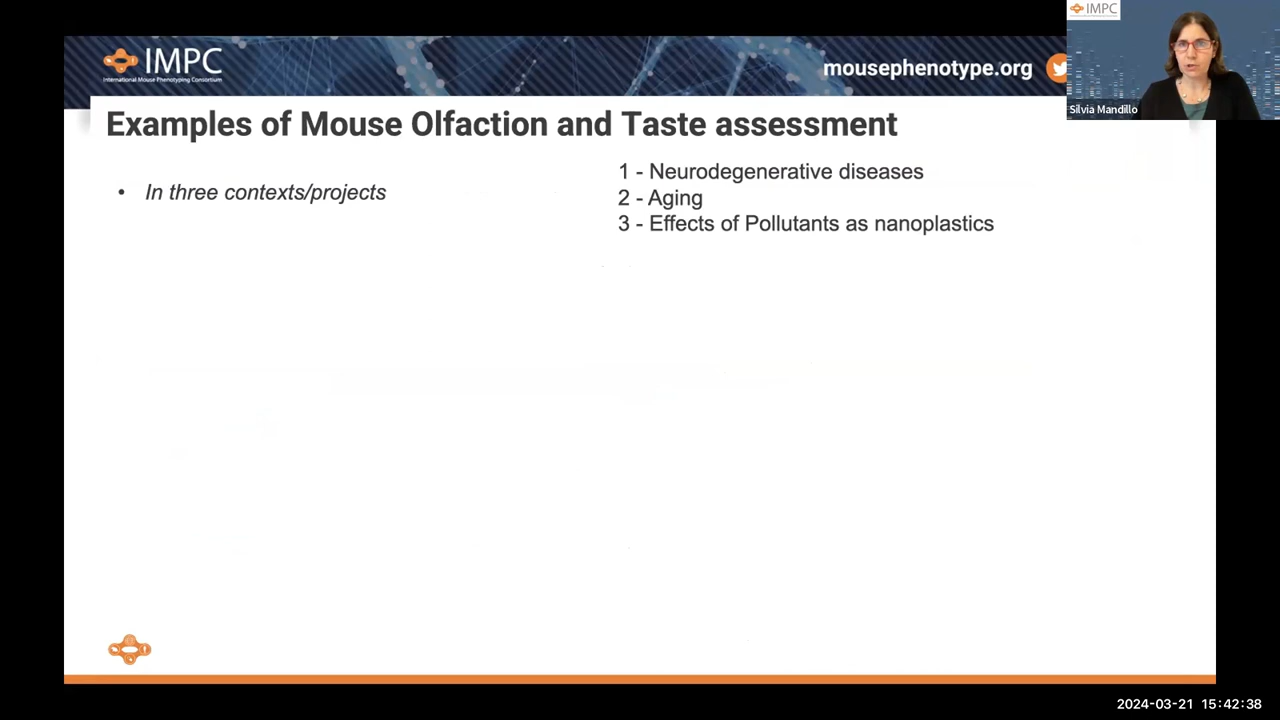 IMPC
International Mouse Phenotyping Consortium
mousephenotype.org
IMPC
Silvia Mandillo
Examples of Mouse Olfaction and Taste assessment
• In three contexts/projects
1 - Neurodegenerative diseases
2 - Aging
3 - Effects of Pollutants as nanoplastics
2024-03-21 15:42:38